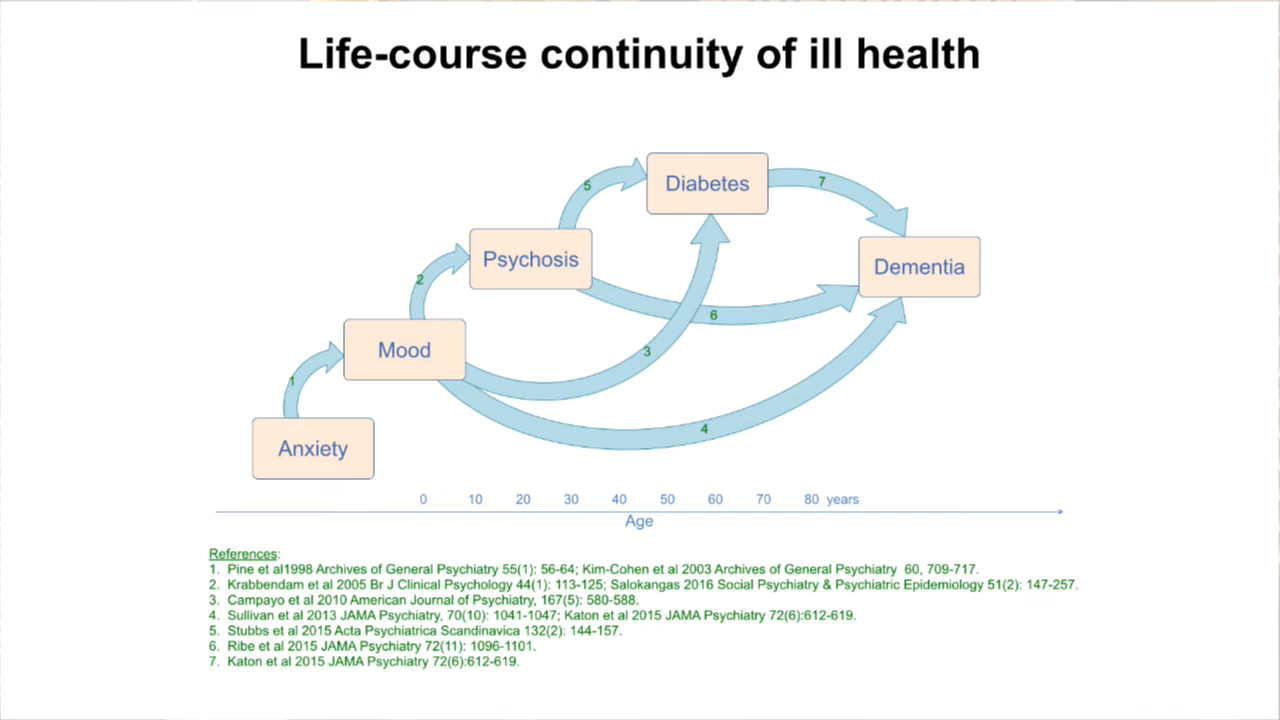 Life-course continuity of ill health
Diabetes
5
7
Psychosis
Dementia
2
6
Mood
3
1
4
Anxiety
0 10 20 30 40 50 60 70 80 years
Age
References:
1. Pine et al1998 Archives of General Psychiatry 55(1): 56-64; Kim-Cohen et al 2003 Archives of General Psychiatry 60, 709-717.
2. Krabbendam et al 2005 Br J Clinical Psychology 44(1): 113-125; Salokangas 2016 Social Psychiatry & Psychiatric Epidemiology 51(2): 147-257.
3. Campayo et al 2010 American Journal of Psychiatry, 167(5): 580-588.
4. Sullivan et al 2013 JAMA Psychiatry, 70(10): 1041-1047; Katon et al 2015 JAMA Psychiatry 72(6):612-619.
5. Stubbs et al 2015 Acta Psychiatrica Scandinavica 132(2): 144-157.
6. Ribe et al 2015 JAMA Psychiatry 72(11): 1096-1101.
7. Katon et al 2015 JAMA Psychiatry 72(6):612-619.